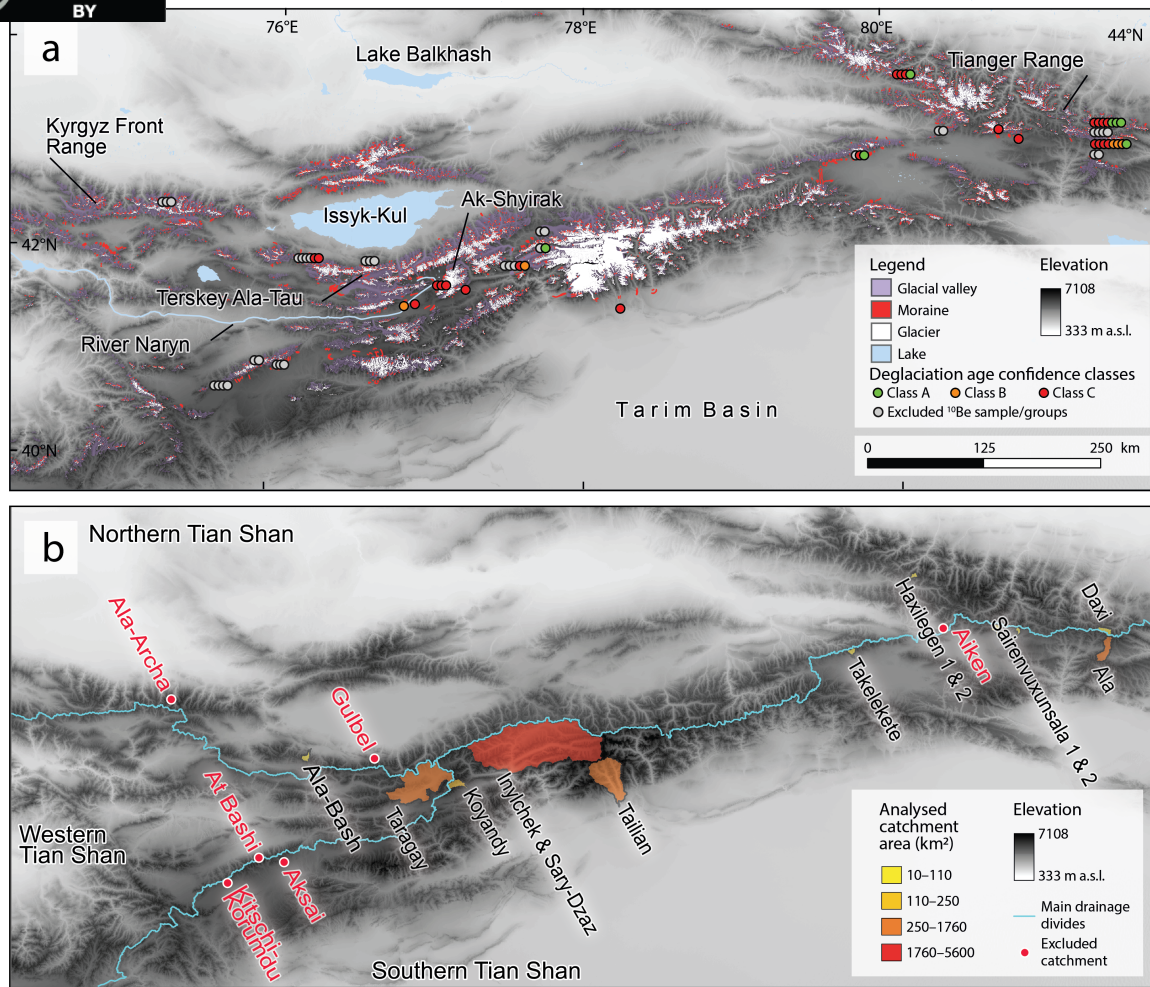 BY
a
76°E
78°E
80°E
44°N
Lake Balkhash
Tianger Range
Kyrgyz Front
Range
Issyk-Kul
Ak-Shyirak
42°N
Terskey Ala-Tau
River Naryn
40°N
Tarim Basin
Legend
Glacial valley
Moraine
Glacier
Lake
Elevation
7108
333 m a.s.l.
Deglaciation age confidence classes
Class A
Class B
Class C
Excluded ¹⁰Be sample/groups
0
125
250 km
b
Northern Tian Shan
Ala-Archa
Gulbel
At Bashi
Ala-Bash
Taragay
Koyandy
Inylchek & Sary-Dzaz
Tailian
Takelekete
Haxilegen 1 & 2
Aiken
Sairenvuxunsala 1 & 2
Daxi
Ala
Western
Tian Shan
Aksai
Kitschi-
Korumdu
Southern Tian Shan
Analysed
catchment
area (km²)
10–110
110–250
250–1760
1760–5600
Elevation
7108
333 m a.s.l.
Main drainage
divides
Excluded
catchment